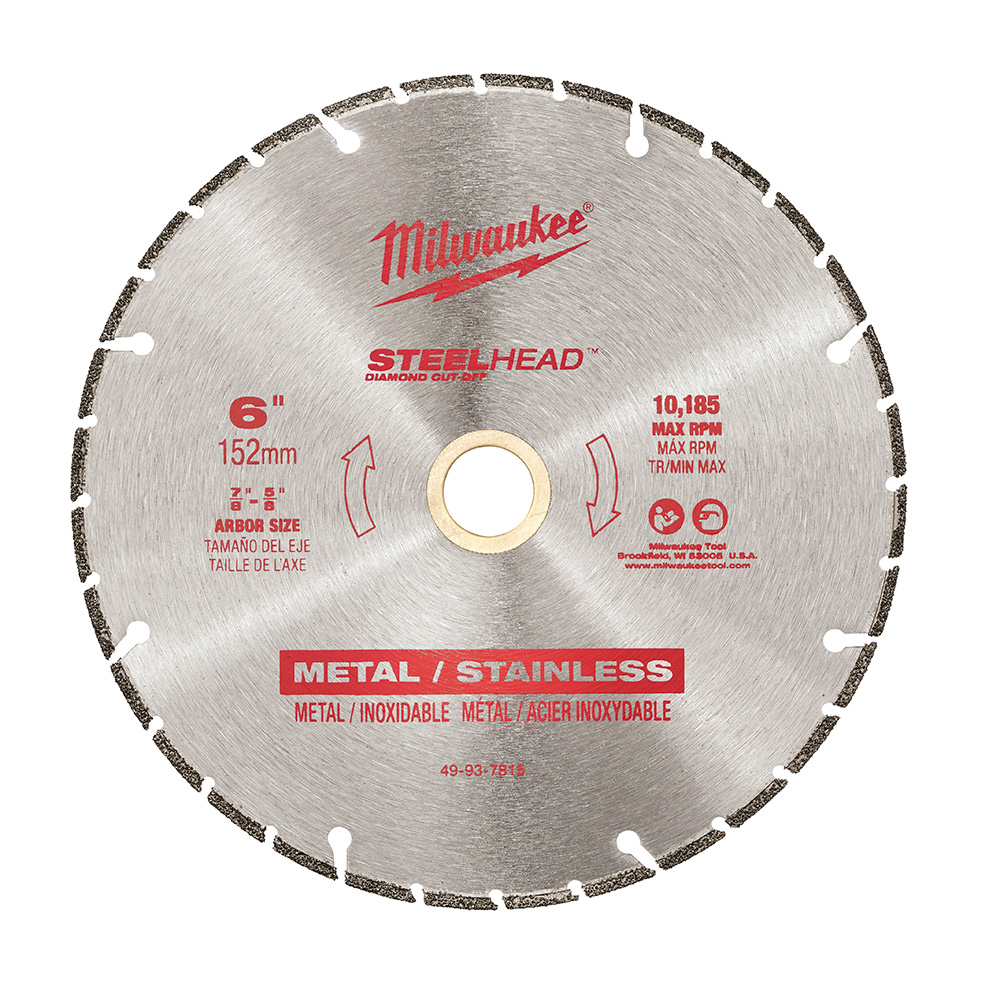 Milwaukee®
STEELHEAD™
DIAMOND CUT-OFF
6"
152mm
7/8" - 5/8"
ARBOR SIZE
TAMAÑO DEL EJE
TAILLE DE L'AXE
10,185
MAX RPM
MÁX RPM
TR/MIN MAX
Milwaukee Tool
Brookfield, WI 53005 U.S.A.
www.milwaukeetool.com
METAL / STAINLESS
METAL / INOXIDABLE MÉTAL / ACIER INOXYDABLE
49-93-7815